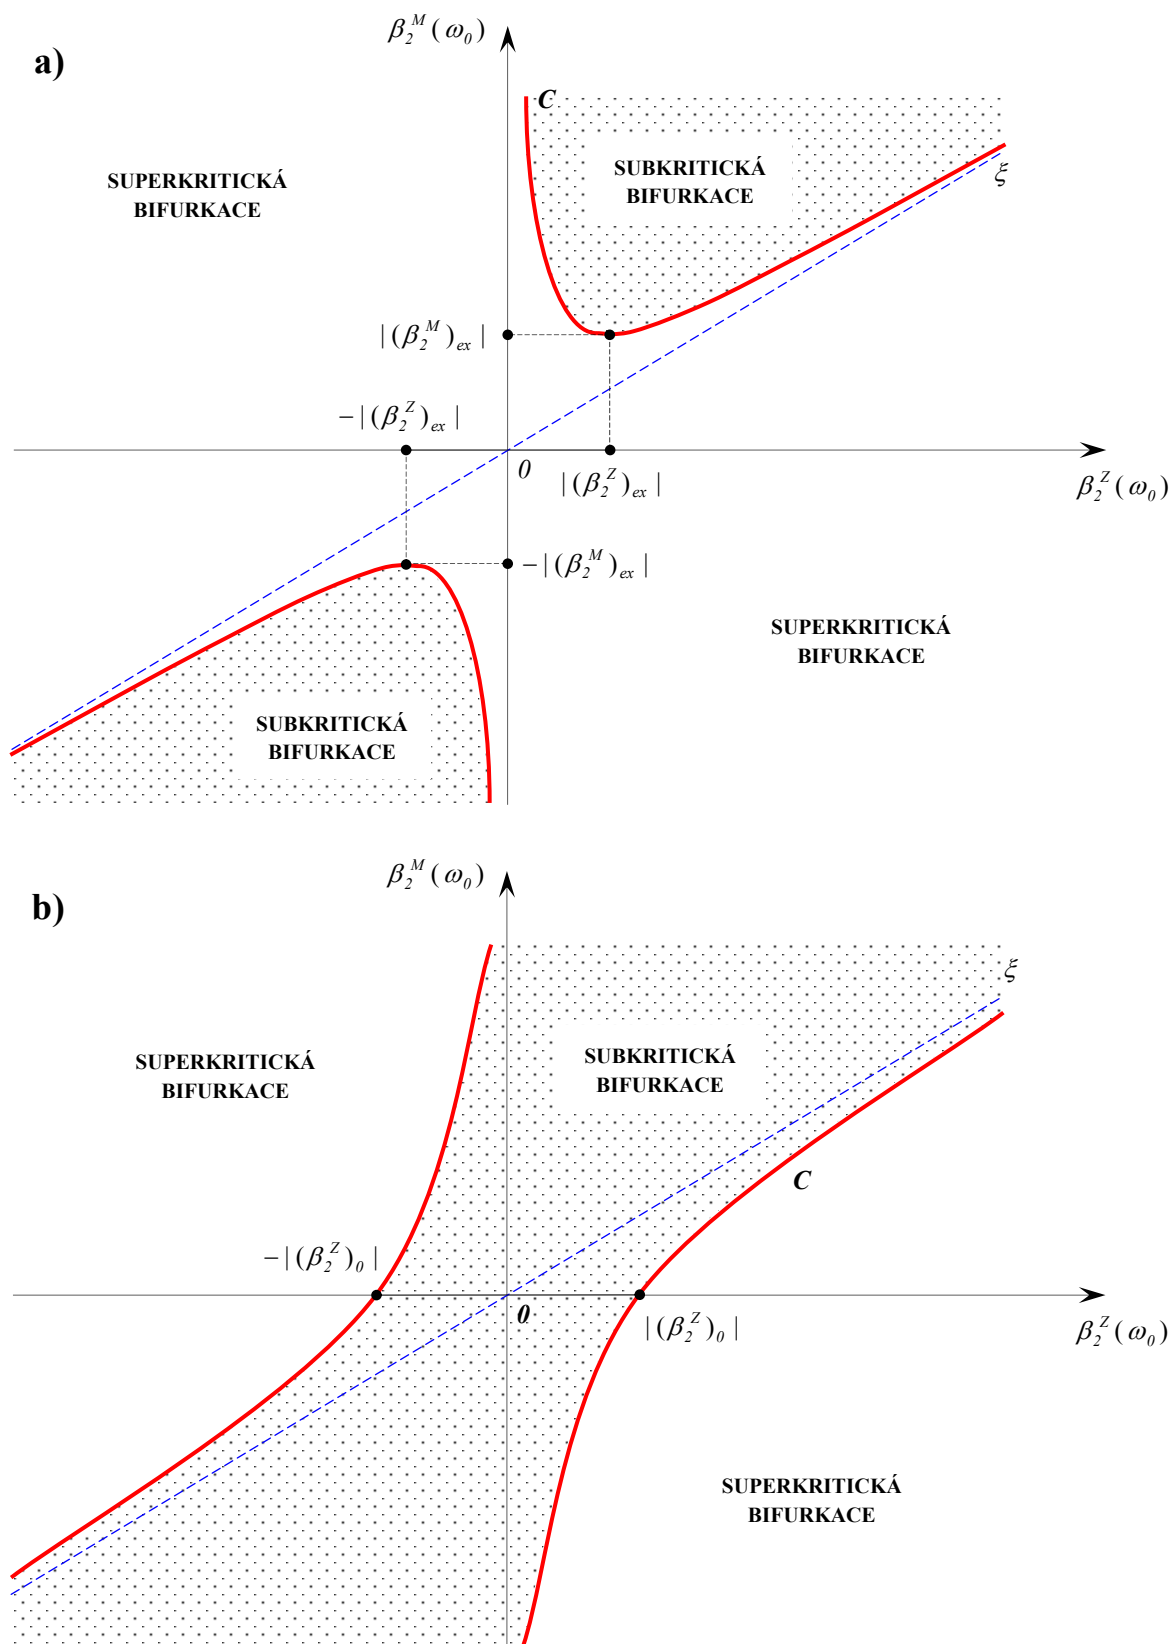 β₂ᴹ(ω₀)
a)
C
SUBKRITICKÁ
BIFURKACE
ξ
SUPERKRITICKÁ
BIFURKACE
|(β₂ᴹ)ₑₓ|
−|(β₂ᶻ)ₑₓ|
0
|(β₂ᶻ)ₑₓ|
β₂ᶻ(ω₀)
−|(β₂ᴹ)ₑₓ|
SUPERKRITICKÁ
BIFURKACE
SUBKRITICKÁ
BIFURKACE
β₂ᴹ(ω₀)
b)
ξ
SUPERKRITICKÁ
BIFURKACE
SUBKRITICKÁ
BIFURKACE
C
−|(β₂ᶻ)₀|
0
|(β₂ᶻ)₀|
β₂ᶻ(ω₀)
SUPERKRITICKÁ
BIFURKACE